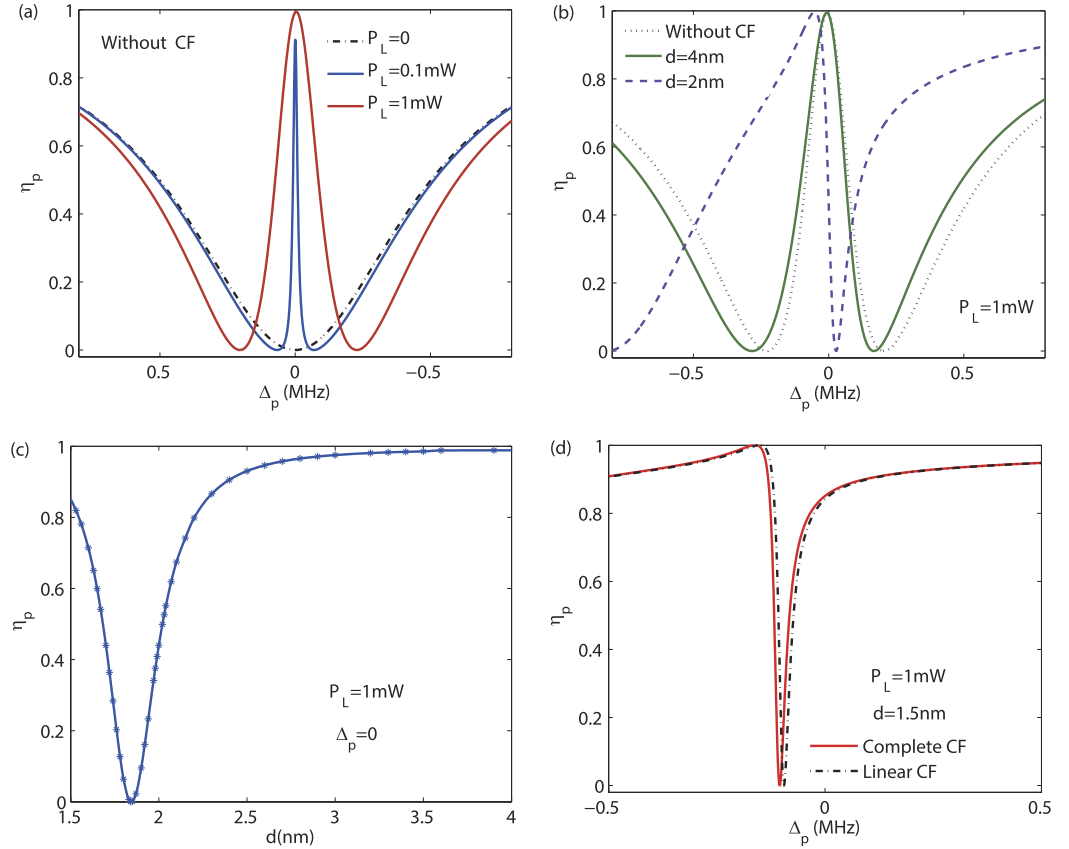 (a)
1
0.8
0.6
0.4
0.2
0
η_p
Without CF
P_L=0
P_L=0.1mW
P_L=1mW
0.5
0
−0.5
Δ_p (MHz)
(b)
1
0.8
0.6
0.4
0.2
0
η_p
Without CF
d=4nm
d=2nm
P_L=1mW
−0.5
0
0.5
Δ_p (MHz)
(c)
1
0.8
0.6
0.4
0.2
0
η_p
P_L=1mW
Δ_p=0
1.5
2
2.5
3
3.5
4
d(nm)
(d)
1
0.8
0.6
0.4
0.2
0
η_p
P_L=1mW
d=1.5nm
Complete CF
Linear CF
−0.5
0
0.5
Δ_p (MHz)